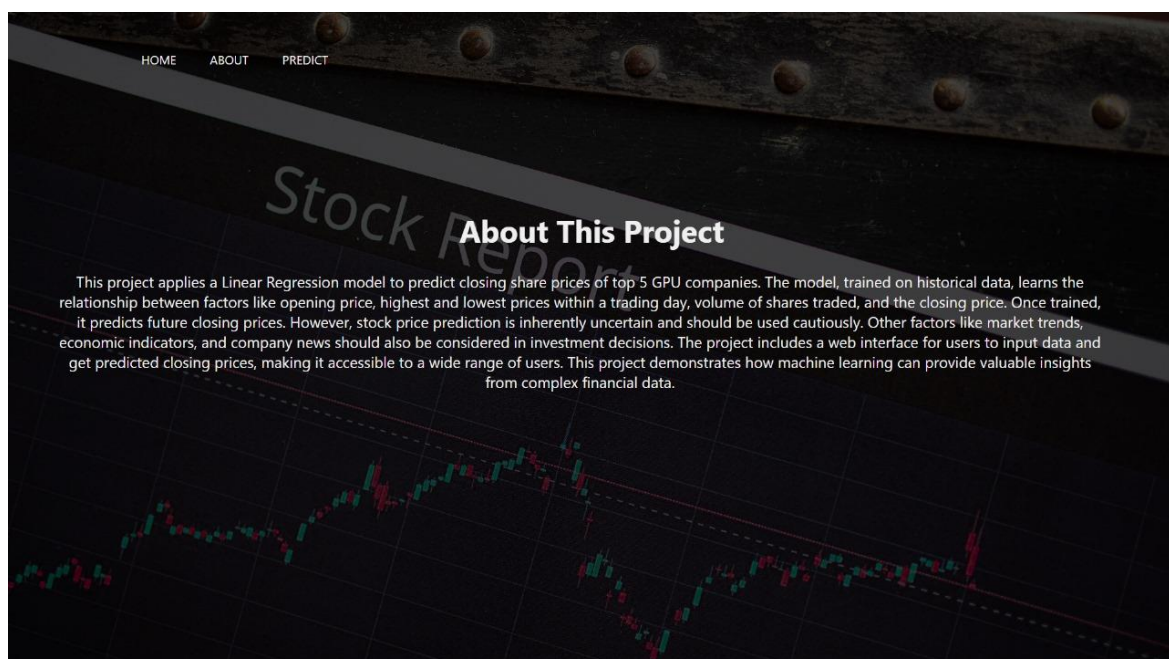 HOME ABOUT PREDICT
Stock Report
About This Project
This project applies a Linear Regression model to predict closing share prices of top 5 GPU companies. The model, trained on historical data, learns the
relationship between factors like opening price, highest and lowest prices within a trading day, volume of shares traded, and the closing price. Once trained,
it predicts future closing prices. However, stock price prediction is inherently uncertain and should be used cautiously. Other factors like market trends,
economic indicators, and company news should also be considered in investment decisions. The project includes a web interface for users to input data and
get predicted closing prices, making it accessible to a wide range of users. This project demonstrates how machine learning can provide valuable insights
from complex financial data.